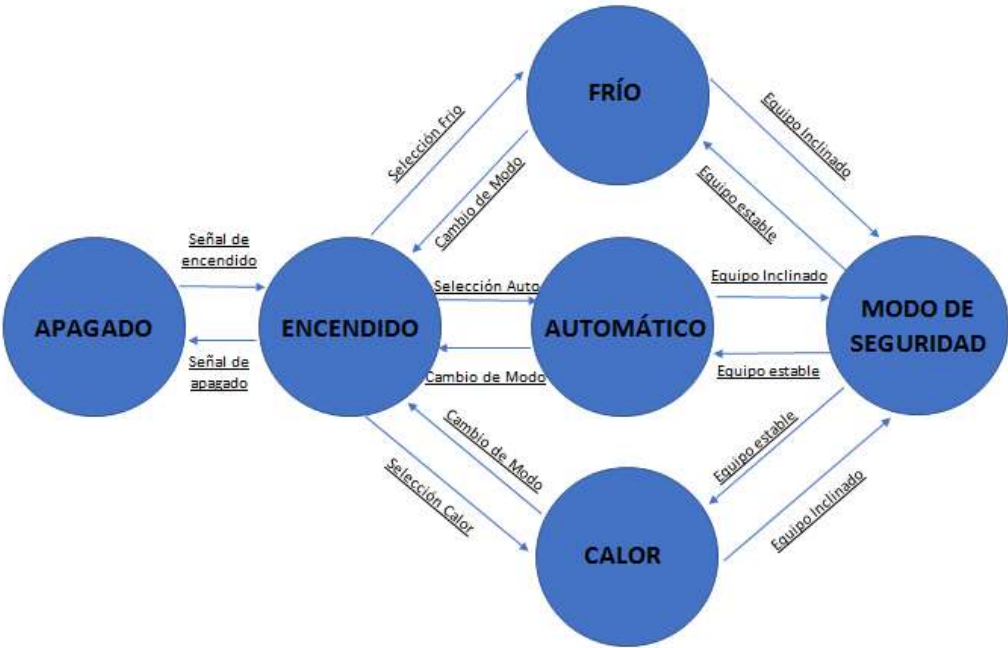 FRÍO
Selección Frio
Cambio de Modo
Equipo Inclinado
Equipo estable
Señal de
encendido
APAGADO
Señal de
apagado
ENCENDIDO
Selección Auto
Cambio de Modo
AUTOMÁTICO
Equipo Inclinado
Equipo estable
MODO DE
SEGURIDAD
Cambio de Modo
Selección Calor
CALOR
Equipo estable
Equipo Inclinado